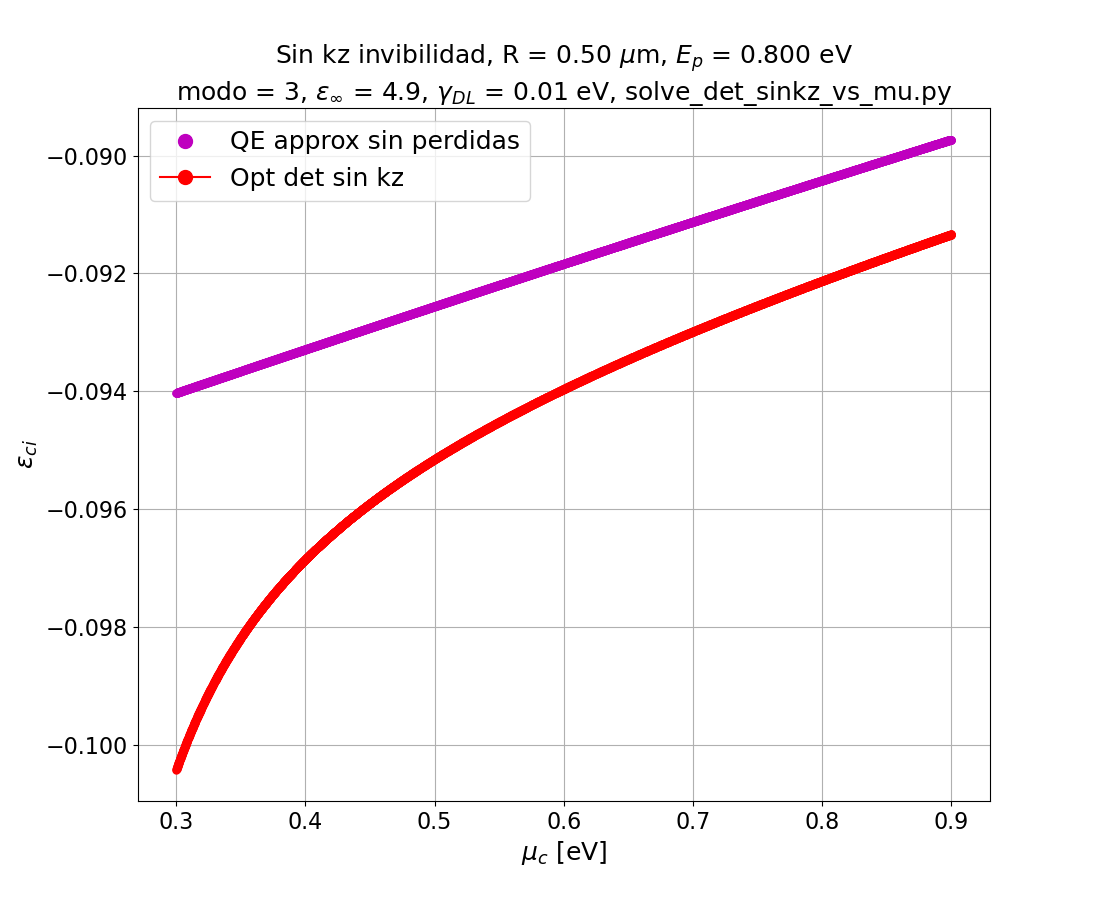 Sin kz invibilidad, R = 0.50 μm, E_p = 0.800 eV
modo = 3, ε_∞ = 4.9, γ_DL = 0.01 eV, solve_det_sinkz_vs_mu.py
QE approx sin perdidas
Opt det sin kz
−0.090
−0.092
−0.094
−0.096
−0.098
−0.100
ε_ci
0.3 0.4 0.5 0.6 0.7 0.8 0.9
μ_c [eV]